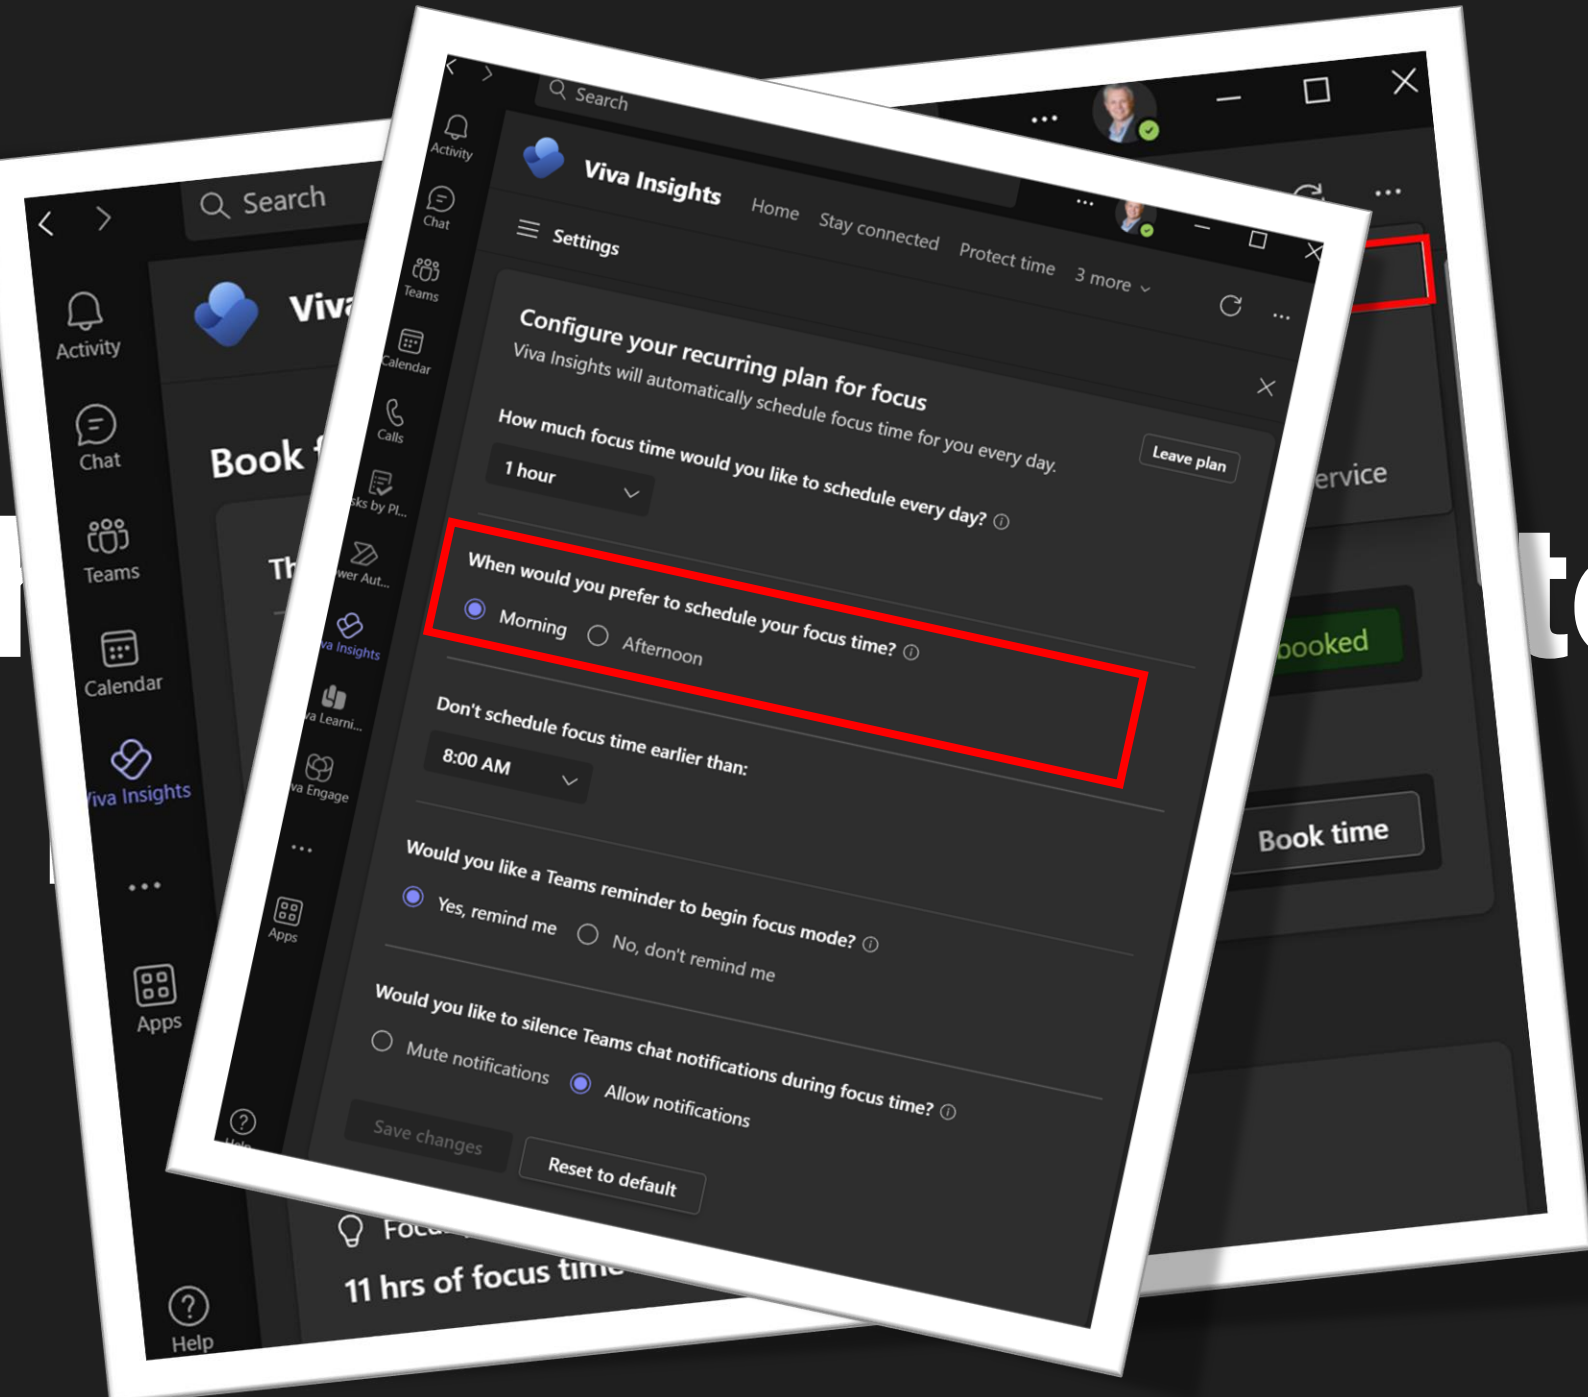 Search
Activity
Chat
Teams
Calendar
Viva Insights
Apps
Help
Book
11 hrs of focus time
Search
Activity
Chat
Teams
Calendar
Calls
Apps
Viva Insights
Home
Stay connected
Protect time
3 more
Settings
Configure your recurring plan for focus
Viva Insights will automatically schedule focus time for you every day.
Leave plan
How much focus time would you like to schedule every day?
1 hour
When would you prefer to schedule your focus time?
Morning
Afternoon
Don't schedule focus time earlier than:
8:00 AM
Would you like a Teams reminder to begin focus mode?
Yes, remind me
No, don't remind me
Would you like to silence Teams chat notifications during focus time?
Mute notifications
Allow notifications
Save changes
Reset to default
booked
Book time